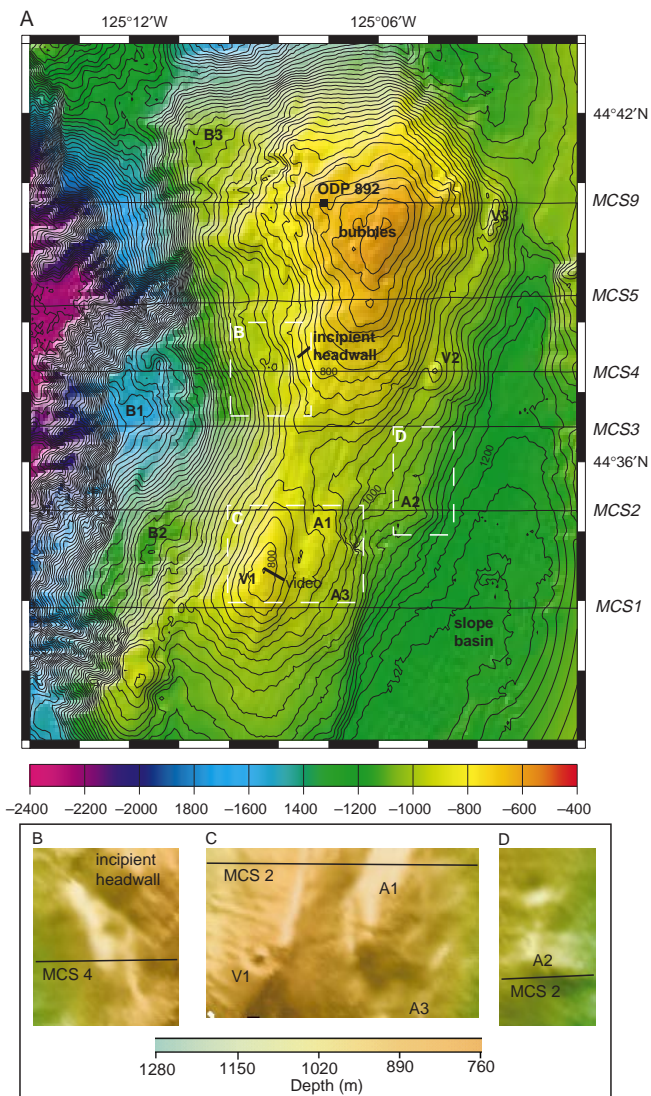 A
125°12′W 125°06′W
B3
44°42′N
ODP 892
MCS9
V3
bubbles
MCS5
B
incipient
headwall
V2
800
MCS4
B1
MCS3
D
44°36′N
1200
1000
A2
C
MCS2
A1
B2
800
V1
video
A3
MCS1
slope
basin
–2400 –2200 –2000 –1800 –1600 –1400 –1200 –1000 –800 –600 –400
B
incipient
headwall
MCS 4
C
MCS 2
A1
V1
A3
D
A2
MCS 2
1280 1150 1020 890 760
Depth (m)